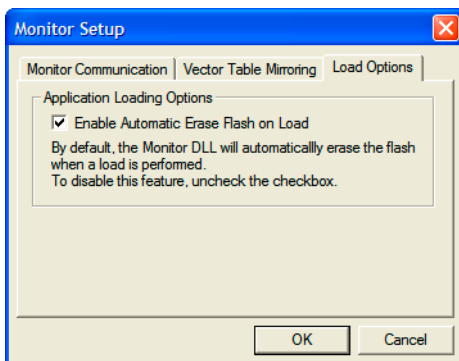 Monitor Setup
Monitor Communication
Vector Table Mirroring
Load Options
Application Loading Options
Enable Automatic Erase Flash on Load
By default, the Monitor DLL will automaticallly erase the flash
when a load is performed.
To disable this feature, uncheck the checkbox.
OK
Cancel